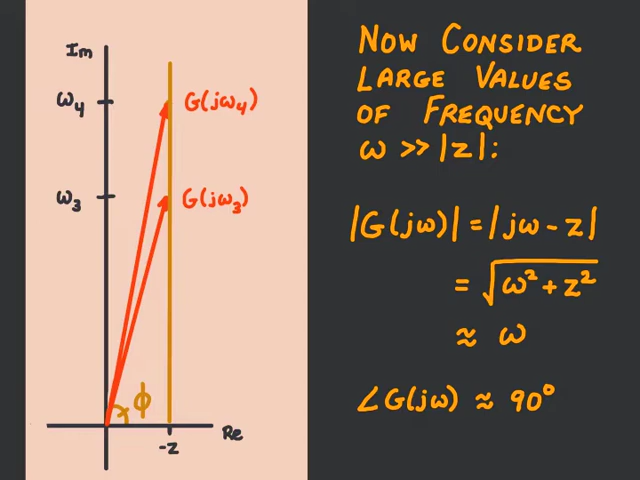 Im
ω4
G(jω4)
ω3
G(jω3)
ϕ
Re
-z
NOW CONSIDER
LARGE VALUES
OF FREQUENCY
ω >> |z|:
|G(jω)| = |jω - z|
= √ω² + z²
≈ ω
∠G(jω) ≈ 90°